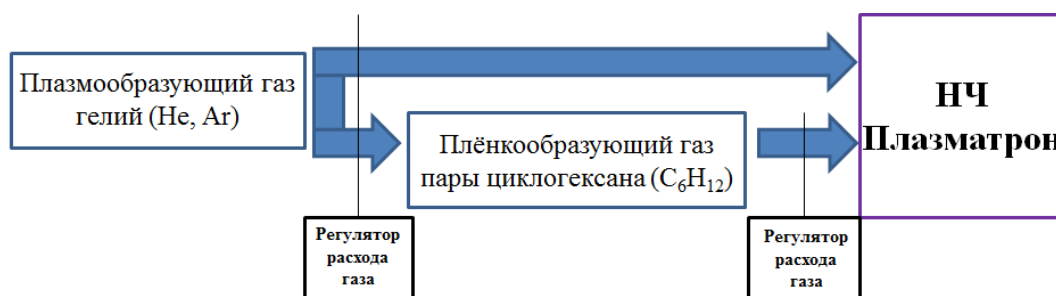 Плазмообразующий газ
гелий (He, Ar)
НЧ
Плазматрон
Плёнкообразующий газ
пары циклогексана (C₆H₁₂)
Регулятор
расхода
газа
Регулятор
расхода
газа